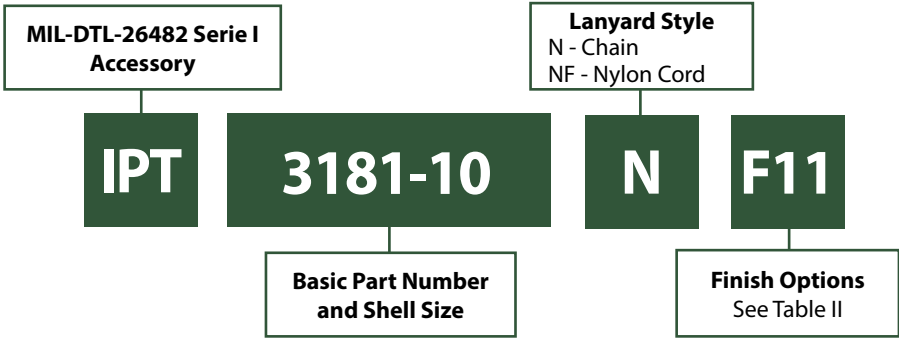 MIL-DTL-26482 Serie I
Accessory
Lanyard Style
N - Chain
NF - Nylon Cord
IPT
3181-10
N
F11
Basic Part Number
and Shell Size
Finish Options
See Table II